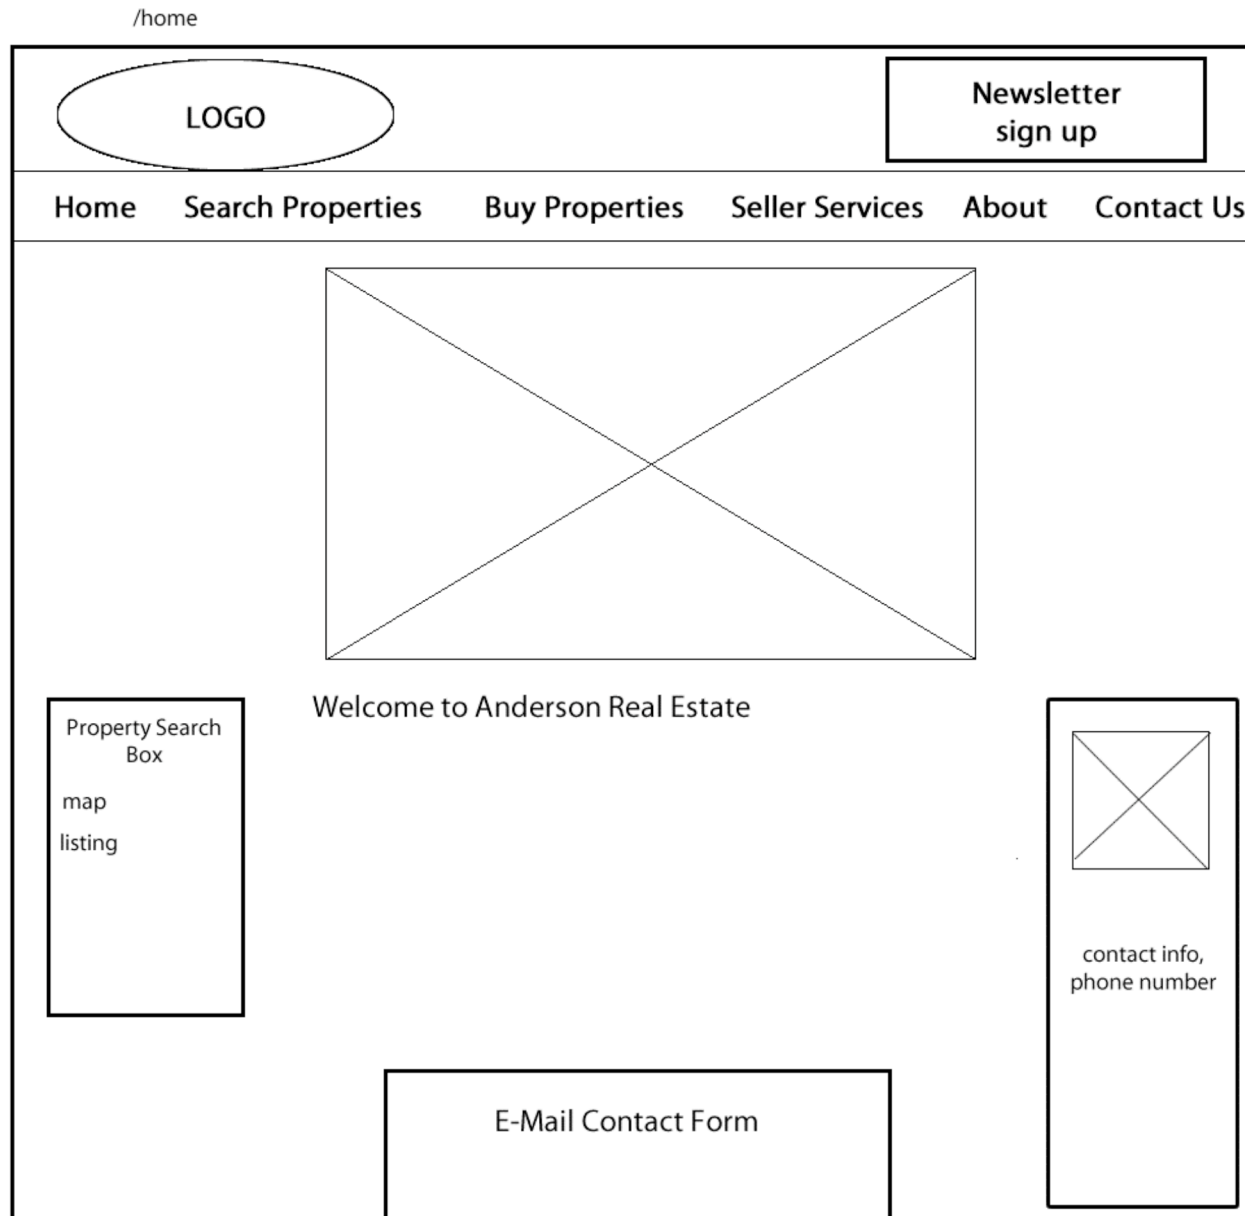 /home
LOGO
Newsletter
sign up
Home Search Properties Buy Properties Seller Services About Contact Us
Welcome to Anderson Real Estate
Property Search
Box
map
listing
contact info,
phone number
E-Mail Contact Form